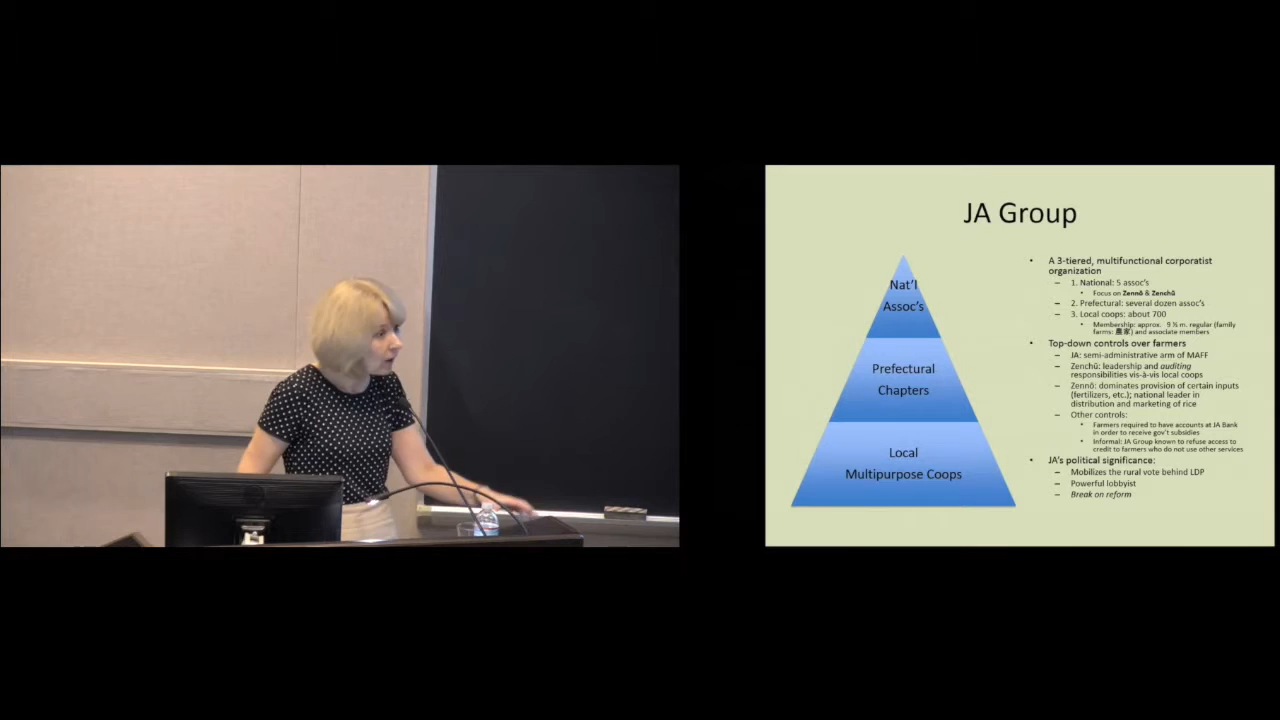 JA Group
Nat'l
Assoc's
Prefectural
Chapters
Local
Multipurpose Coops
• A 3-tiered, multifunctional corporatist
organization
– 1. National: 5 assoc's
• Focus on Zennō & Zenchū
– 2. Prefectural: several dozen assoc's
– 3. Local coops: about 700
• Membership: approx. 9 ½ m. regular (family
farms: 農家) and associate members
• Top-down controls over farmers
– JA: semi-administrative arm of MAFF
– Zenchū: leadership and auditing
responsibilities vis-à-vis local coops
– Zennō: dominates provision of certain inputs
(fertilizers, etc.); national leader in
distribution and marketing of rice
– Other controls:
• Farmers required to have accounts at JA Bank
in order to receive gov't subsidies
• Informal: JA Group known to refuse access to
credit to farmers who do not use other services
• JA's political significance:
– Mobilizes the rural vote behind LDP
– Powerful lobbyist
– Break on reform